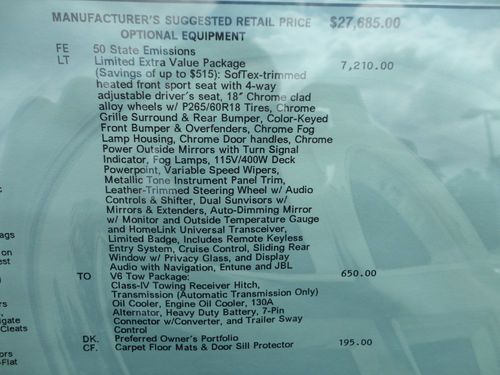 MANUFACTURER'S SUGGESTED RETAIL PRICE $27,685.00
OPTIONAL EQUIPMENT
FE 50 State Emissions
LT Limited Extra Value Package 7,210.00
(Savings of up to $515): SofTex-trimmed
heated front sport seat with 4-way
adjustable driver's seat, 18" Chrome clad
alloy wheels w/ P265/60R18 Tires, Chrome
Grille Surround & Rear Bumper, Color-Keyed
Front Bumper & Overfenders, Chrome Fog
Lamp Housing, Chrome Door handles, Chrome
Power Outside Mirrors with Turn Signal
Indicator, Fog Lamps, 115V/400W Deck
Powerpoint, Variable Speed Wipers,
Metallic Tone Instrument Panel Trim,
Leather-Trimmed Steering Wheel w/ Audio
Controls & Shifter, Dual Sunvisors w/
Mirrors & Extenders, Auto-Dimming Mirror
w/ Monitor and Outside Temperature Gauge
and HomeLink Universal Transceiver,
Limited Badge, Includes Remote Keyless
Entry System, Cruise Control, Sliding Rear
Window w/ Privacy Glass, and Display
Audio with Navigation, Entune and JBL
TO V6 Tow Package: 650.00
Class-IV Towing Receiver Hitch,
Transmission (Automatic Transmission Only)
Oil Cooler, Engine Oil Cooler, 130A
Alternator, Heavy Duty Battery, 7-Pin
Connector w/Converter, and Trailer Sway
Control
DK. Preferred Owner's Portfolio
CF. Carpet Floor Mats & Door Sill Protector 195.00
ags
on
est
rs
igate
Cleats
ors
-Flat